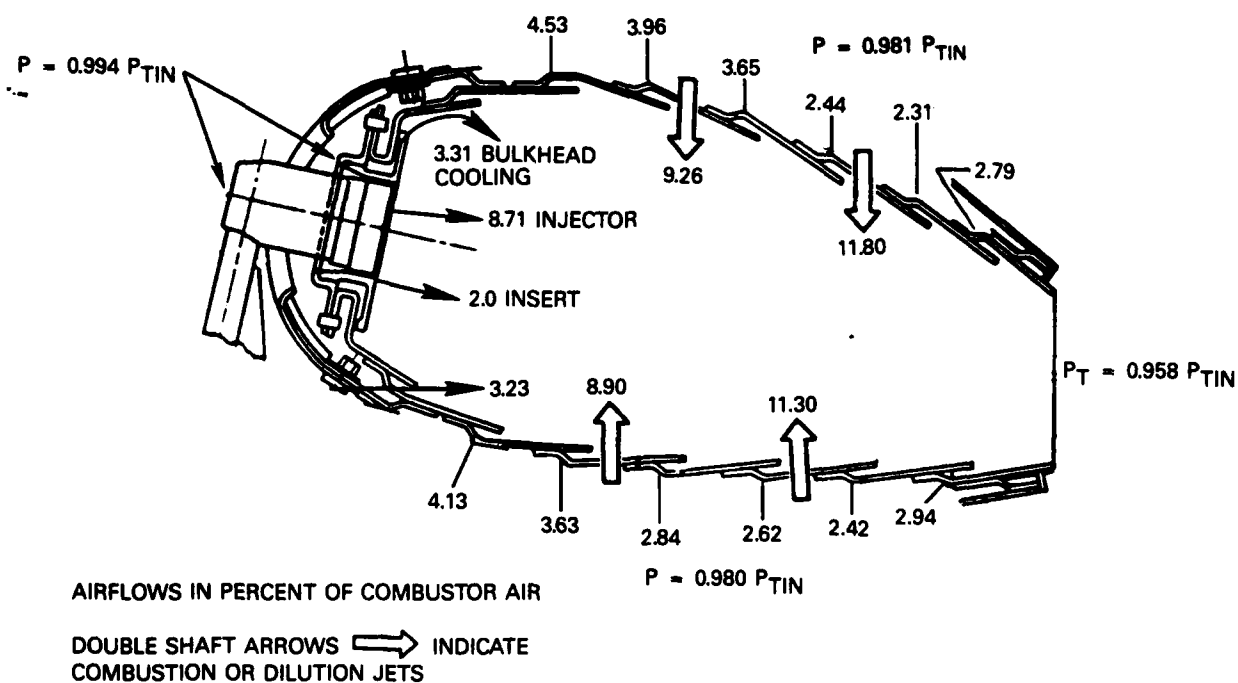 4.53
3.96
P = 0.981 PTIN
P = 0.994 PTIN
3.65
2.44
2.31
3.31 BULKHEAD
COOLING
9.26
2.79
8.71 INJECTOR
11.80
2.0 INSERT
PT = 0.958 PTIN
3.23
8.90
11.30
4.13
3.63
2.84
2.62
2.42
2.94
P = 0.980 PTIN
AIRFLOWS IN PERCENT OF COMBUSTOR AIR
DOUBLE SHAFT ARROWS INDICATE
COMBUSTION OR DILUTION JETS